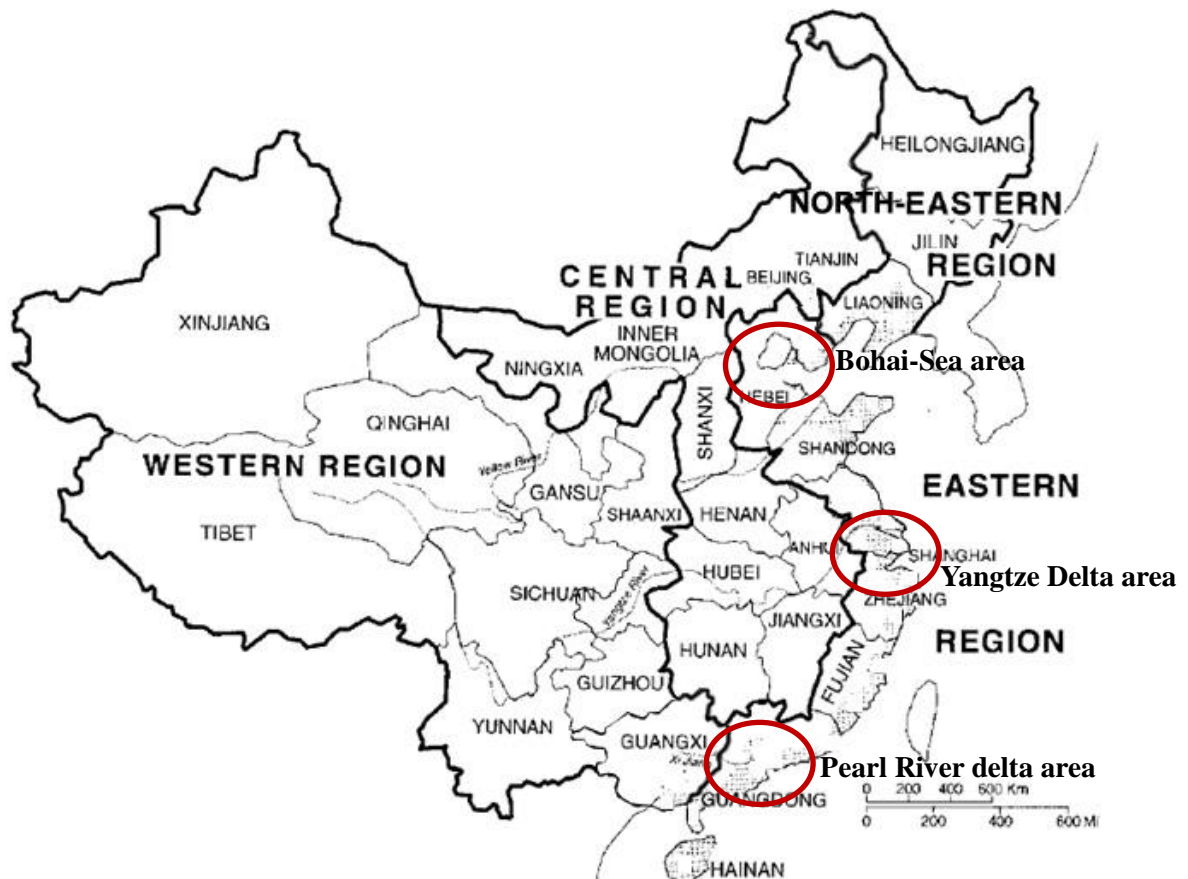 HEILONGJIANG
NORTH-EASTERN
REGION
JILIN
TIANJIN
BEIJING
CENTRAL
REGION
LIAONING
XINJIANG
INNER
MONGOLIA
NINGXIA
Bohai-Sea area
HEBEI
SHANXI
QINGHAI
SHANDONG
WESTERN REGION
Yellow River
GANSU
EASTERN
SHAANXI
HENAN
TIBET
ANHUI
SHANGHAI
HUBEI
Yangtze Delta area
SICHUAN
Yangtze River
ZHEJIANG
JIANGXI
HUNAN
REGION
FUJIAN
GUIZHOU
YUNNAN
GUANGXI
Xi Jiang
Pearl River delta area
GUANGDONG
0 200 400 600 Km
0 200 400 600 Mi
HAINAN